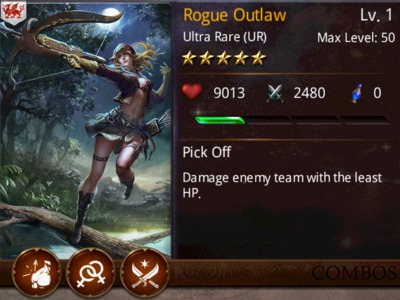 Rogue Outlaw Lv. 1
Ultra Rare (UR) Max Level: 50
9013 2480 0
Pick Off
Damage enemy team with the least
HP.
COMBOS